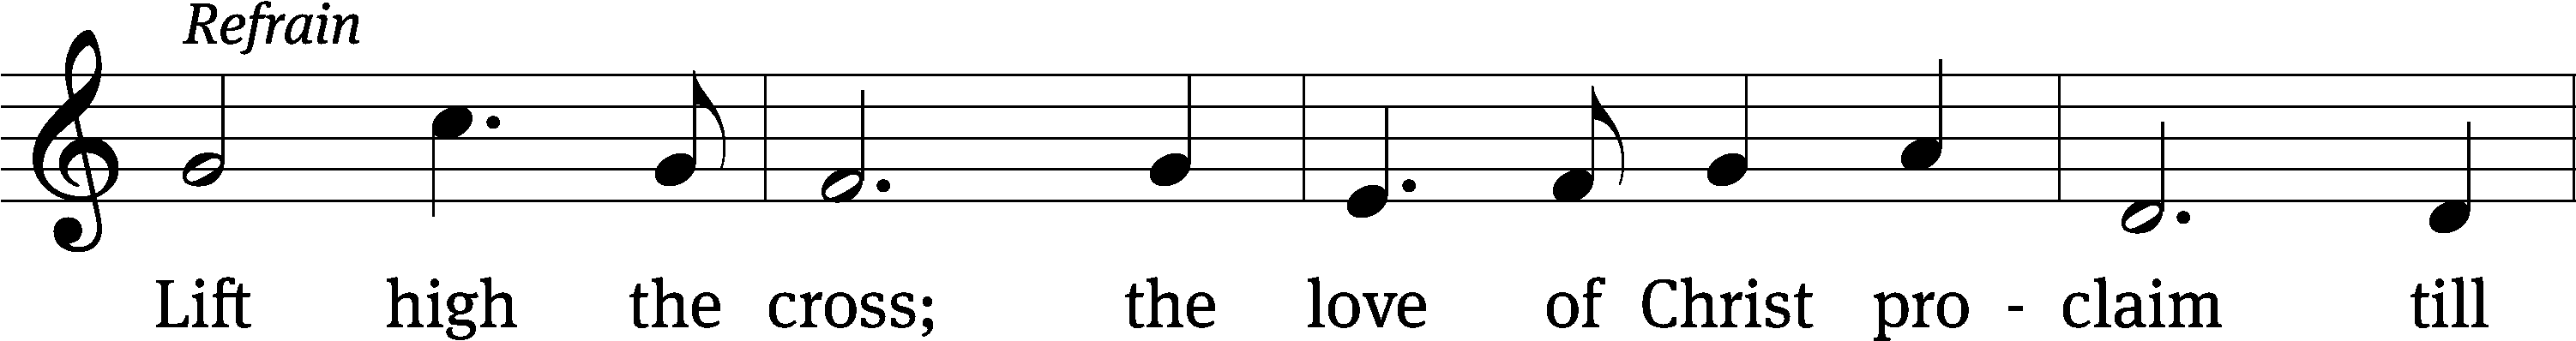 Refrain
Lift high the cross; the love of Christ pro - claim till